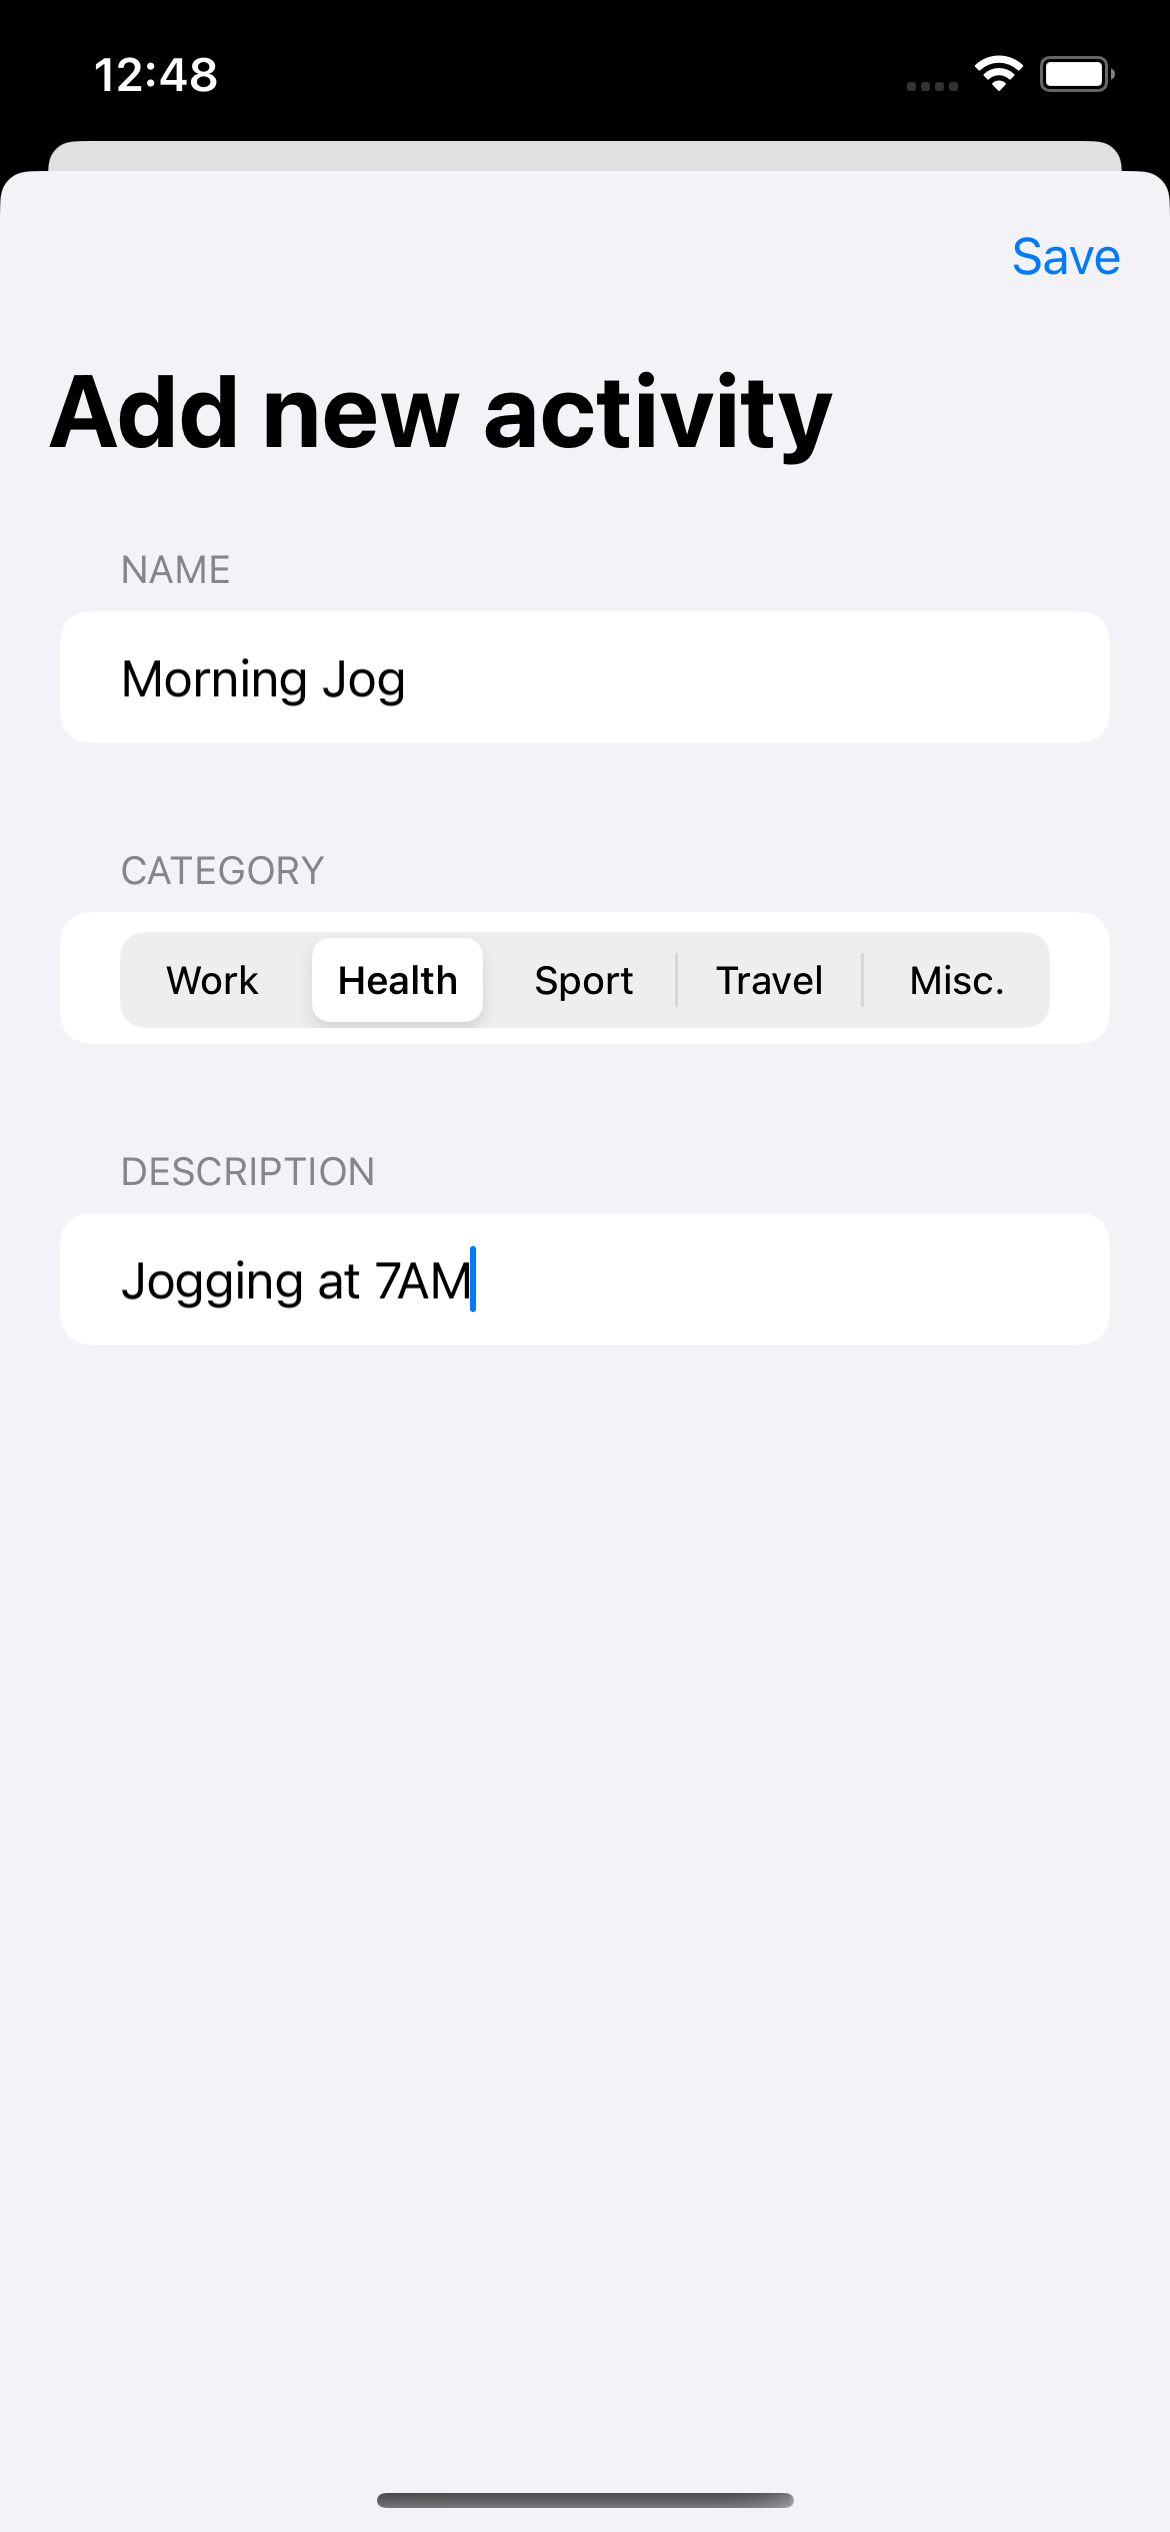 12:48
Save
Add new activity
NAME
Morning Jog
CATEGORY
Work Health Sport Travel Misc.
DESCRIPTION
Jogging at 7AM